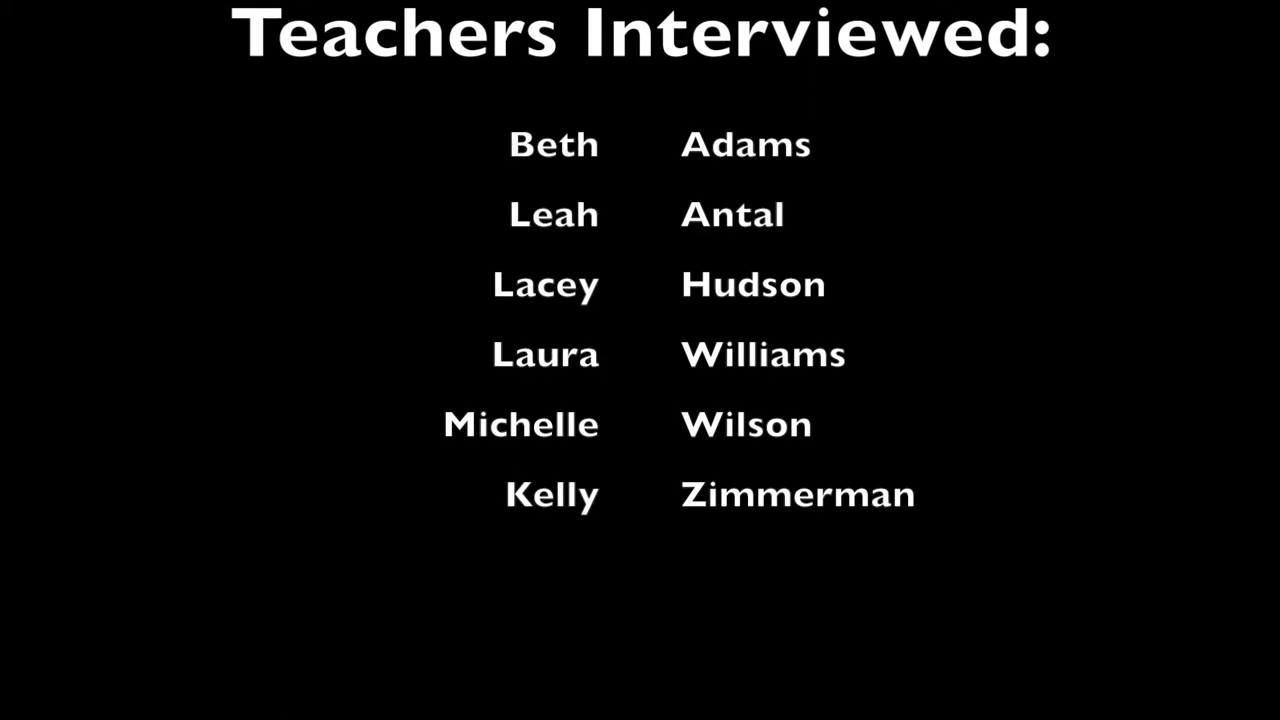 Teachers Interviewed:
Beth Adams
Leah Antal
Lacey Hudson
Laura Williams
Michelle Wilson
Kelly Zimmerman